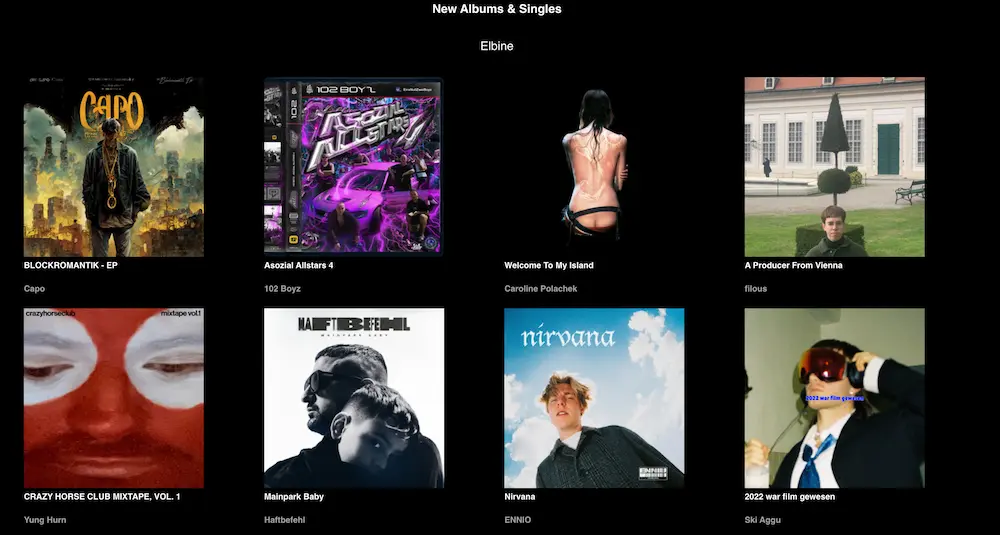 New Albums & Singles
Elbine
CAPO
102 BOYZ
102
ASOZIAL
ALLSTARS 4
BLOCKROMANTIK - EP
Asozial Allstars 4
Welcome To My Island
A Producer From Vienna
Capo
102 Boyz
Caroline Polachek
filous
crazyhorseclub
mixtape vol.1
HAFTBEFEHL
MAINPARK BABY
nirvana
ENNIO
2022 war film gewesen
CRAZY HORSE CLUB MIXTAPE, VOL. 1
Mainpark Baby
Nirvana
2022 war film gewesen
Yung Hurn
Haftbefehl
ENNIO
Ski Aggu